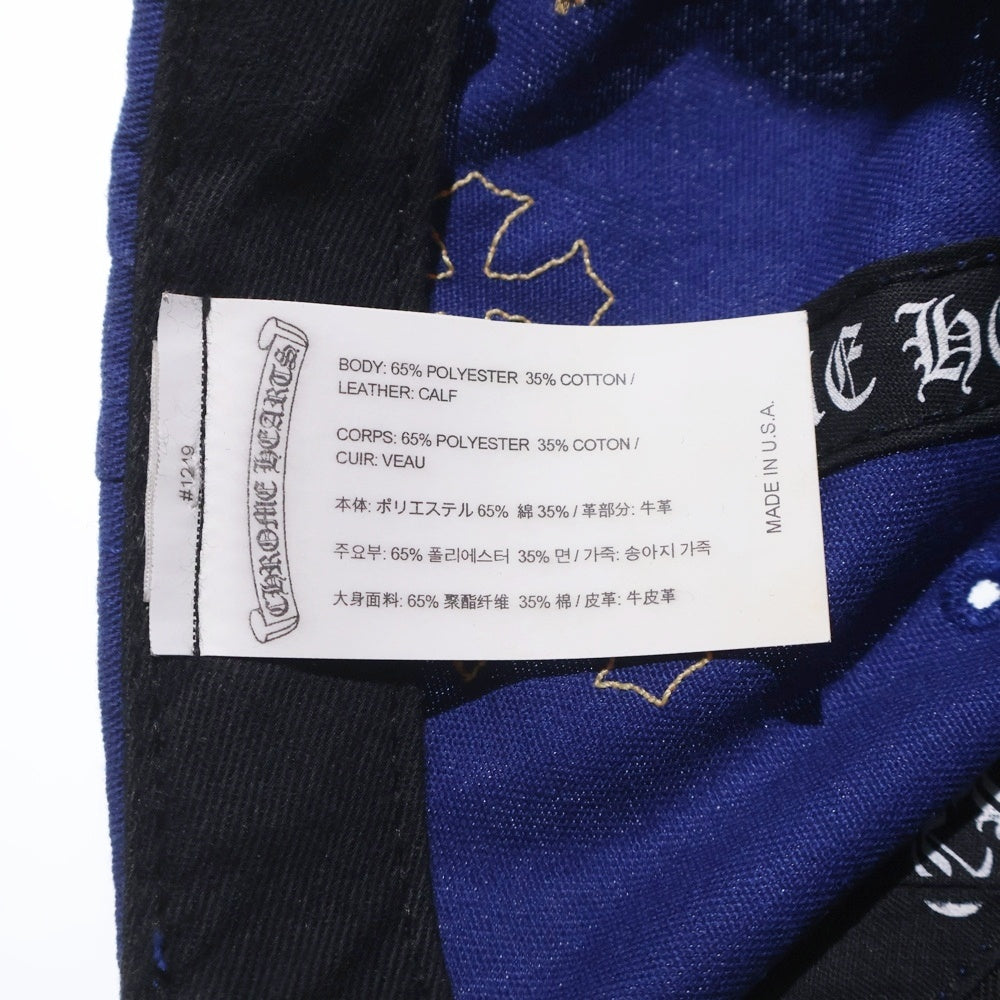 CHROME HEARTS
#1219
BODY: 65% POLYESTER 35% COTTON /
LEATHER: CALF
CORPS: 65% POLYESTER 35% COTON /
CUIR: VEAU
本体: ポリエステル 65% 綿 35% / 革部分: 牛革
주요부: 65% 폴리에스터 35% 면 / 가죽: 송아지 가죽
大身面料: 65% 聚酯纤维 35% 棉 / 皮革: 牛皮革
MADE IN U.S.A.